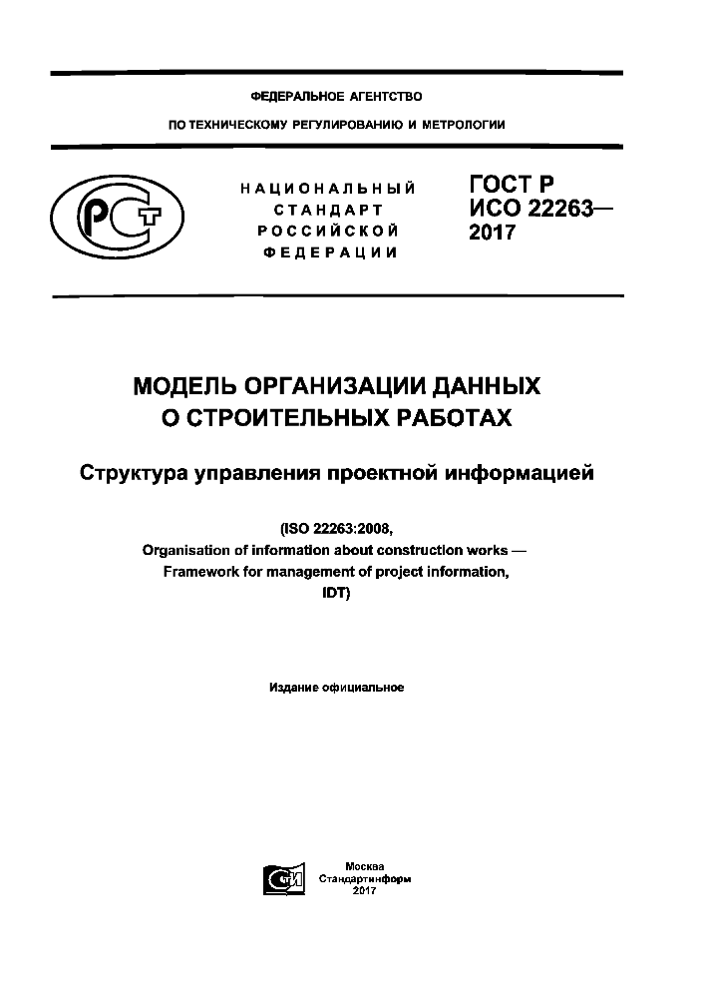 ФЕДЕРАЛЬНОЕ АГЕНТСТВО
ПО ТЕХНИЧЕСКОМУ РЕГУЛИРОВАНИЮ И МЕТРОЛОГИИ
РСТ
НАЦИОНАЛЬНЫЙ
СТАНДАРТ
РОССИЙСКОЙ
ФЕДЕРАЦИИ
ГОСТ Р
ИСО 22263—
2017
МОДЕЛЬ ОРГАНИЗАЦИИ ДАННЫХ
О СТРОИТЕЛЬНЫХ РАБОТАХ
Структура управления проектной информацией
(ISO 22263:2008,
Organisation of information about construction works —
Framework for management of project information,
IDT)
Издание официальное
Сти
Москва
Стандартинформ
2017